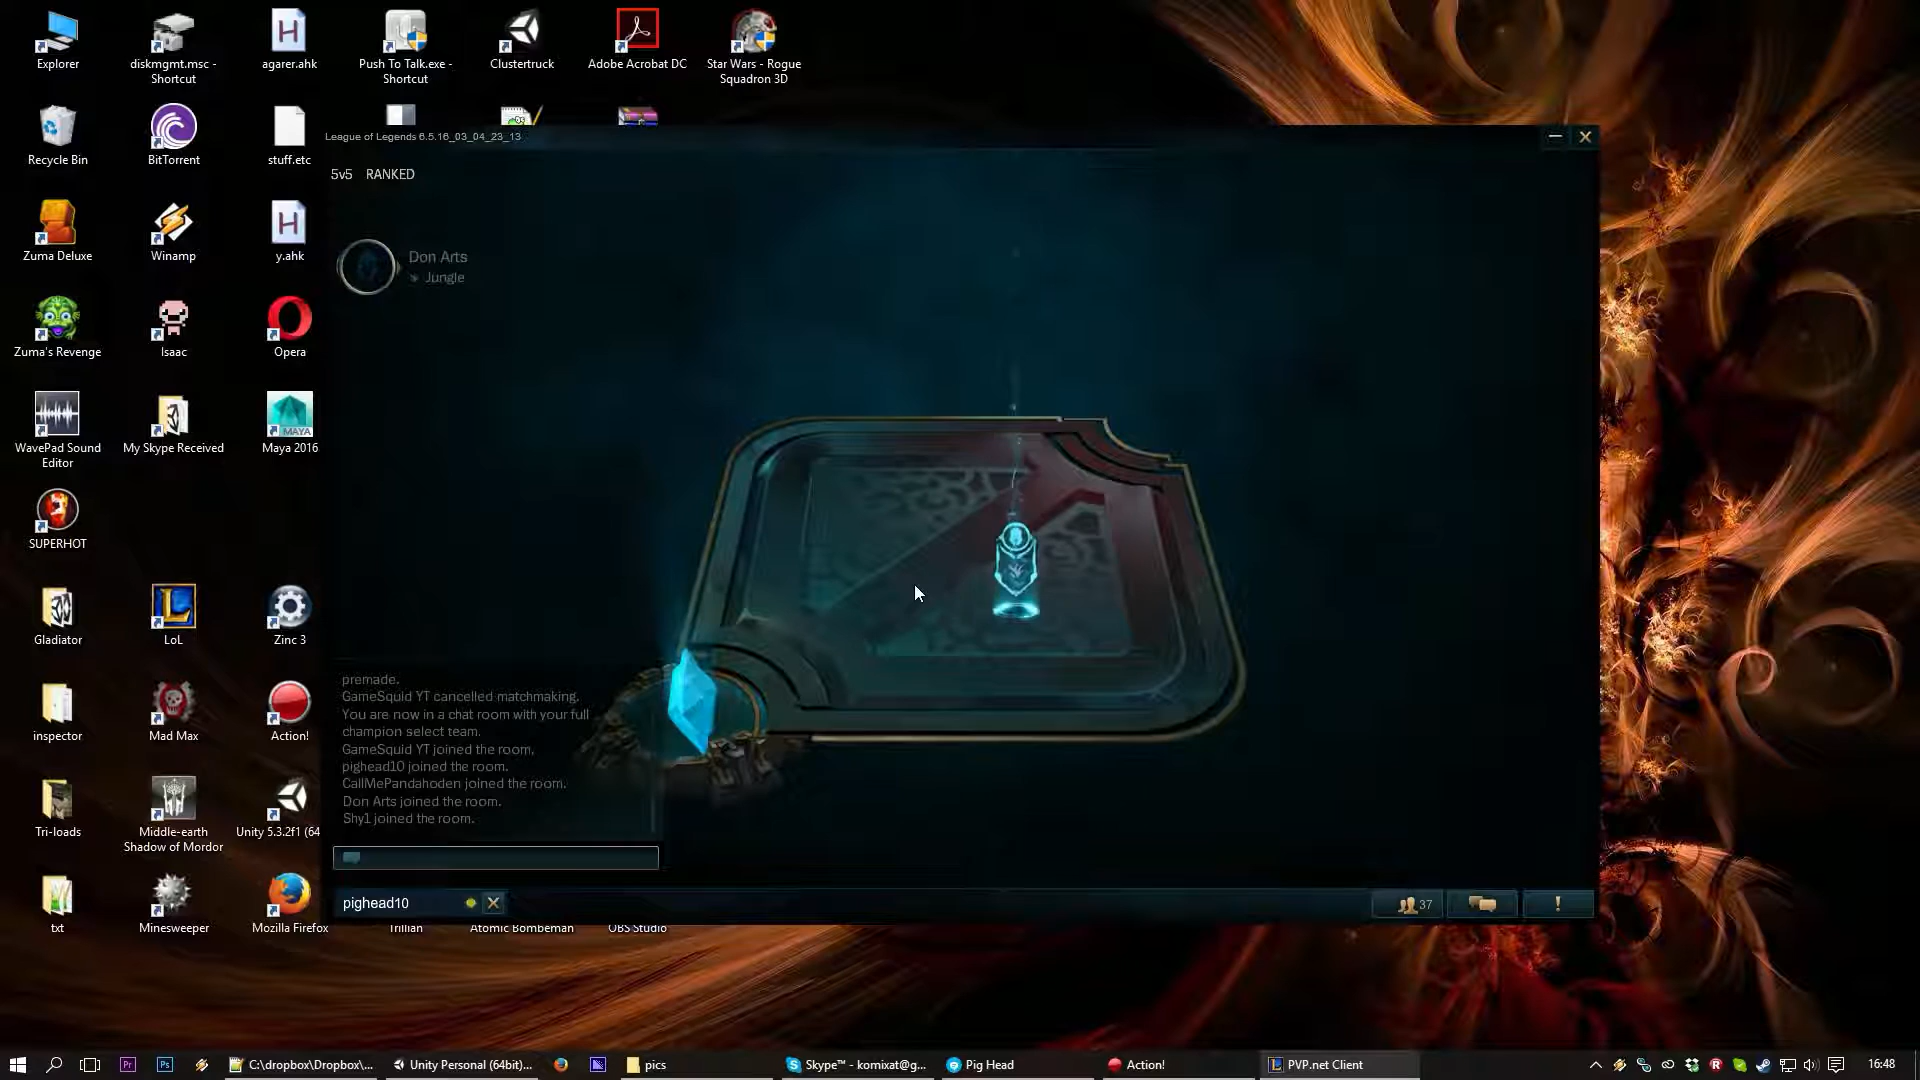 Explorer
diskmgmt.msc -
Shortcut
agarer.ahk
Push To Talk.exe -
Shortcut
Clustertruck
Adobe Acrobat DC
Star Wars - Rogue
Squadron 3D
Recycle Bin
BitTorrent
stuff.etc
Zuma Deluxe
Winamp
y.ahk
Zuma's Revenge
Isaac
Opera
WavePad Sound
Editor
My Skype Received
MAYA
Maya 2016
SUPERHOT
Gladiator
LoL
Zinc 3
inspector
Mad Max
Action!
Tri-loads
Middle-earth
Shadow of Mordor
Unity 5.3.2f1 (64
txt
Minesweeper
Mozilla Firefox
Trillian
Atomic Bombeman
OBS Studio
League of Legends 6.5.16_03_04_23_13
5v5 RANKED
Don Arts
Jungle
premade.
GameSquid YT cancelled matchmaking.
You are now in a chat room with your full
champion select team.
GameSquid YT joined the room.
pighead10 joined the room.
CallMePandahoden joined the room.
Don Arts joined the room.
Shy1 joined the room.
pighead10
37
Pr
Ps
C:\dropbox\Dropbox\...
Unity Personal (64bit)...
pics
Skype™ - komixat@g...
Pig Head
Action!
PVP.net Client
16:48